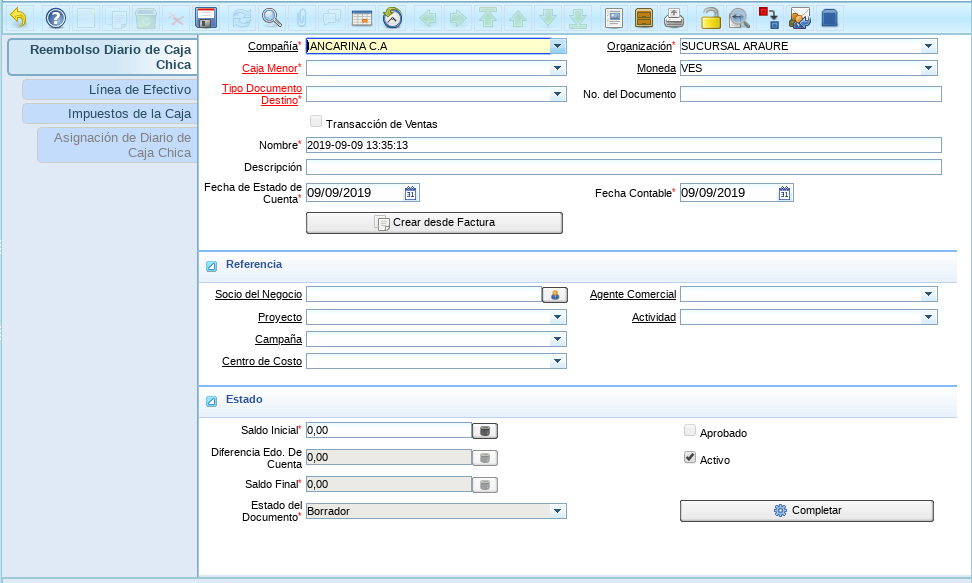 Reembolso Diario de Caja
Chica
Línea de Efectivo
Impuestos de la Caja
Asignación de Diario de
Caja Chica
Compañía* IANCARINA C.A Organización* SUCURSAL ARAURE
Caja Menor* Moneda VES
Tipo Documento
Destino* No. del Documento
Transacción de Ventas
Nombre* 2019-09-09 13:35:13
Descripción
Fecha de Estado de
Cuenta* 09/09/2019 31 Fecha Contable* 09/09/2019 31
Crear desde Factura
Referencia
Socio del Negocio Agente Comercial
Proyecto Actividad
Campaña
Centro de Costo
Estado
Saldo Inicial* 0,00 Aprobado
Diferencia Edo. De
Cuenta 0,00 Activo
Saldo Final* 0,00
Estado del
Documento* Borrador Completar